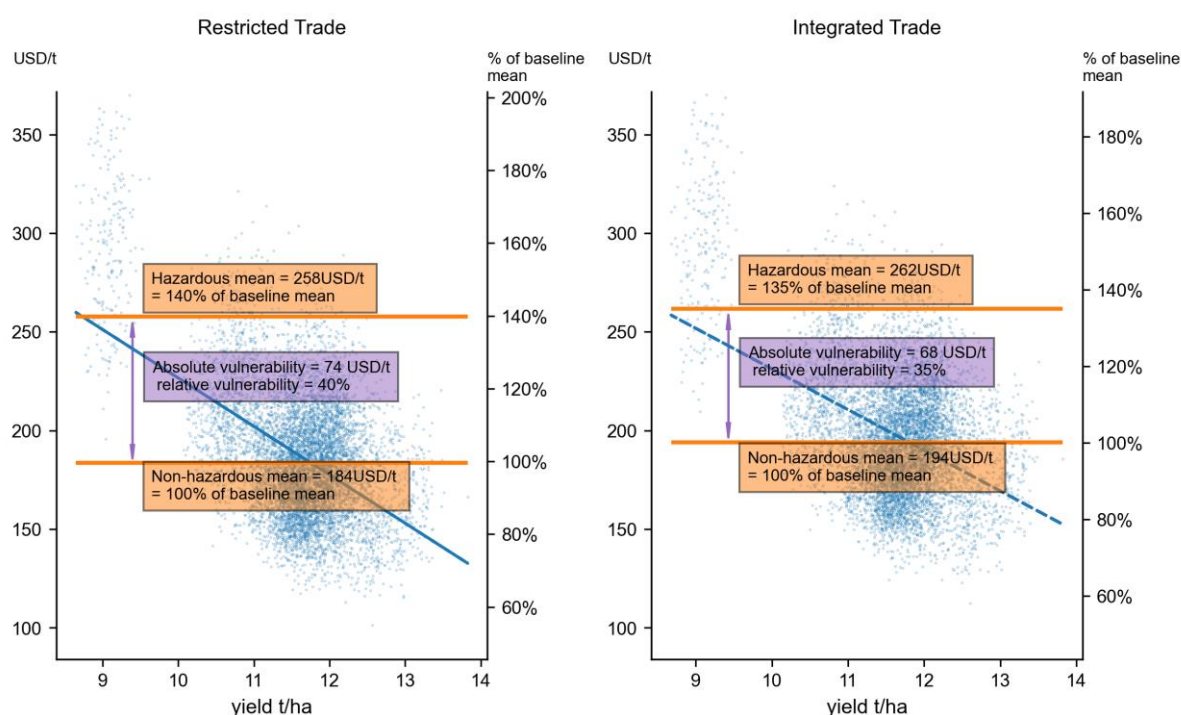 Restricted Trade
USD/t
% of baseline
mean
350
300
250
200
150
100
200%
180%
160%
140%
120%
100%
80%
60%
Hazardous mean = 258USD/t
= 140% of baseline mean
Absolute vulnerability = 74 USD/t
relative vulnerability = 40%
Non-hazardous mean = 184USD/t
= 100% of baseline mean
9 10 11 12 13 14
yield t/ha
Integrated Trade
USD/t
% of baseline
mean
350
300
250
200
150
100
180%
160%
140%
120%
100%
80%
60%
Hazardous mean = 262USD/t
= 135% of baseline mean
Absolute vulnerability = 68 USD/t
relative vulnerability = 35%
Non-hazardous mean = 194USD/t
= 100% of baseline mean
9 10 11 12 13 14
yield t/ha